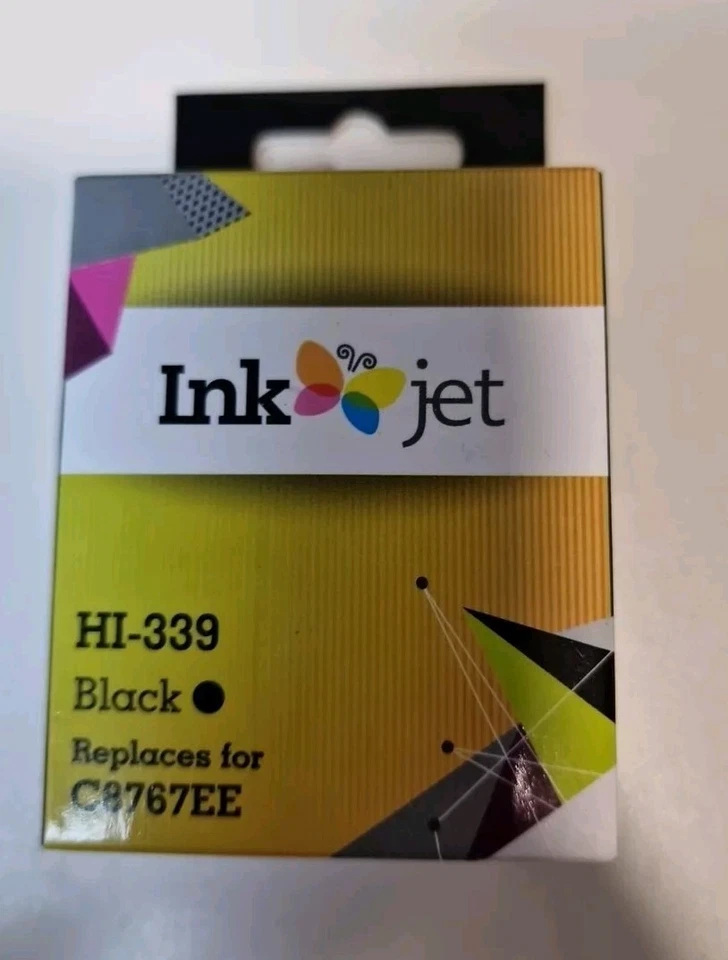 Ink jet
HI-339
Black
Replaces for
C8767EE